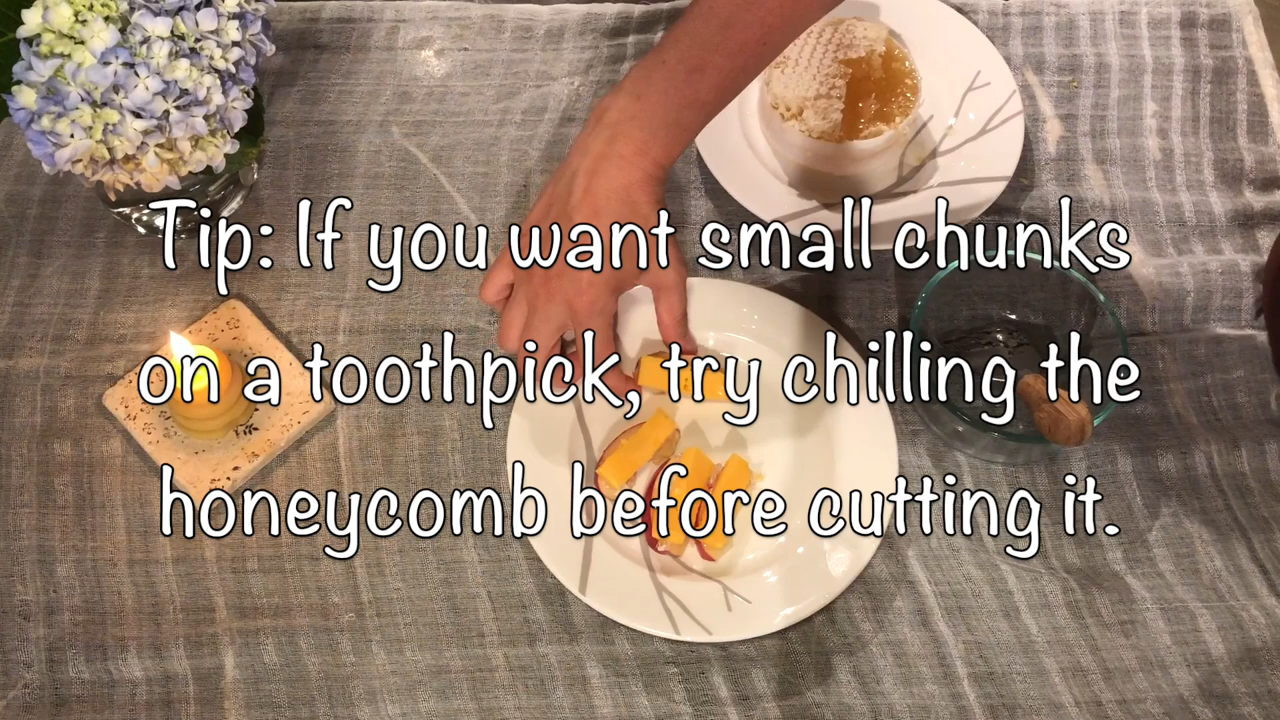 Tip: If you want small chunks
on a toothpick, try chilling the
honeycomb before cutting it.